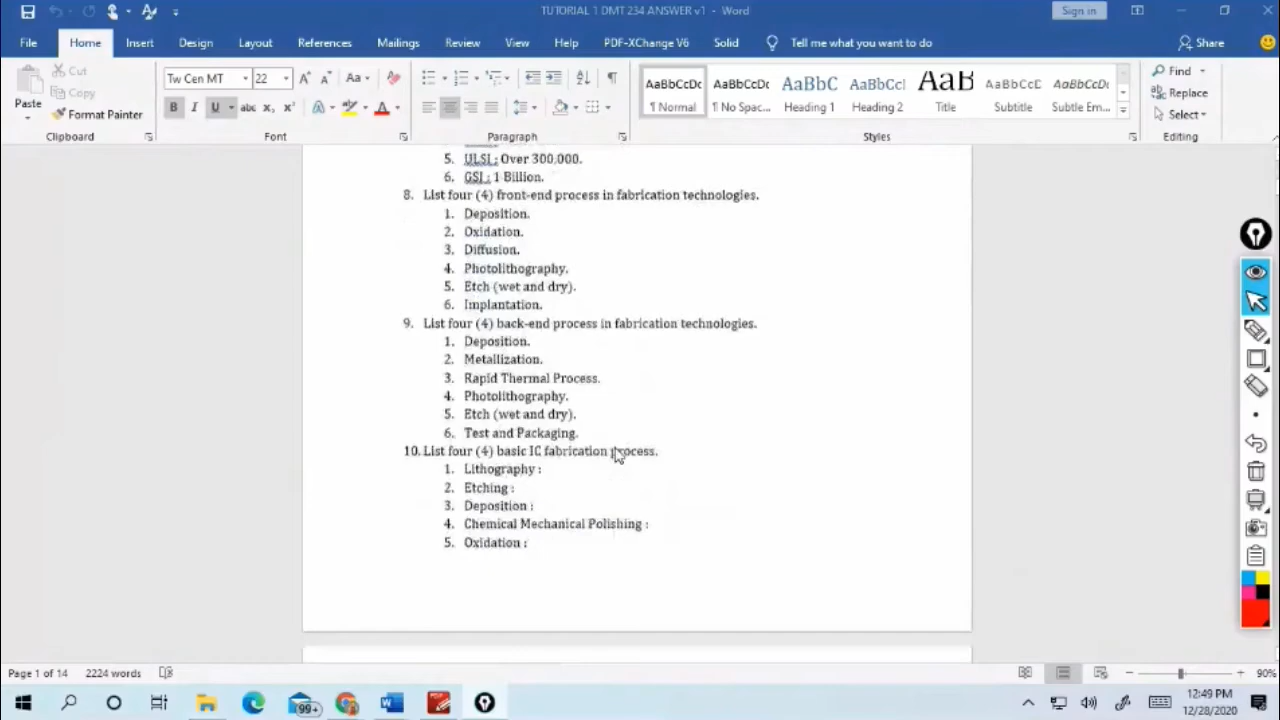 TUTORIAL 1 DMT 234 ANSWER v1 - Word
Sign in
File Home Insert Design Layout References Mailings Review View Help PDF-XChange V6 Solid Tell me what you want to do Share
Paste
Cut
Copy
Format Painter
Clipboard
Tw Cen MT 22 Aa
B I U abc x₂ x²
Font
Paragraph
AaBbCcDc AaBbCcDc AaBbC AaBbCcI AaB AaBbCcD AaBbCcDc
¶ Normal ¶ No Spac... Heading 1 Heading 2 Title Subtitle Subtle Em...
Styles
Find
Replace
Select
Editing
5. ULSI : Over 300,000.
6. GSI : 1 Billion.
8. List four (4) front-end process in fabrication technologies.
1. Deposition.
2. Oxidation.
3. Diffusion.
4. Photolithography.
5. Etch (wet and dry).
6. Implantation.
9. List four (4) back-end process in fabrication technologies.
1. Deposition.
2. Metallization.
3. Rapid Thermal Process.
4. Photolithography.
5. Etch (wet and dry).
6. Test and Packaging.
10. List four (4) basic IC fabrication process.
1. Lithography :
2. Etching :
3. Deposition :
4. Chemical Mechanical Polishing :
5. Oxidation :
Page 1 of 14 2224 words 90%
99+
12:49 PM
12/28/2020